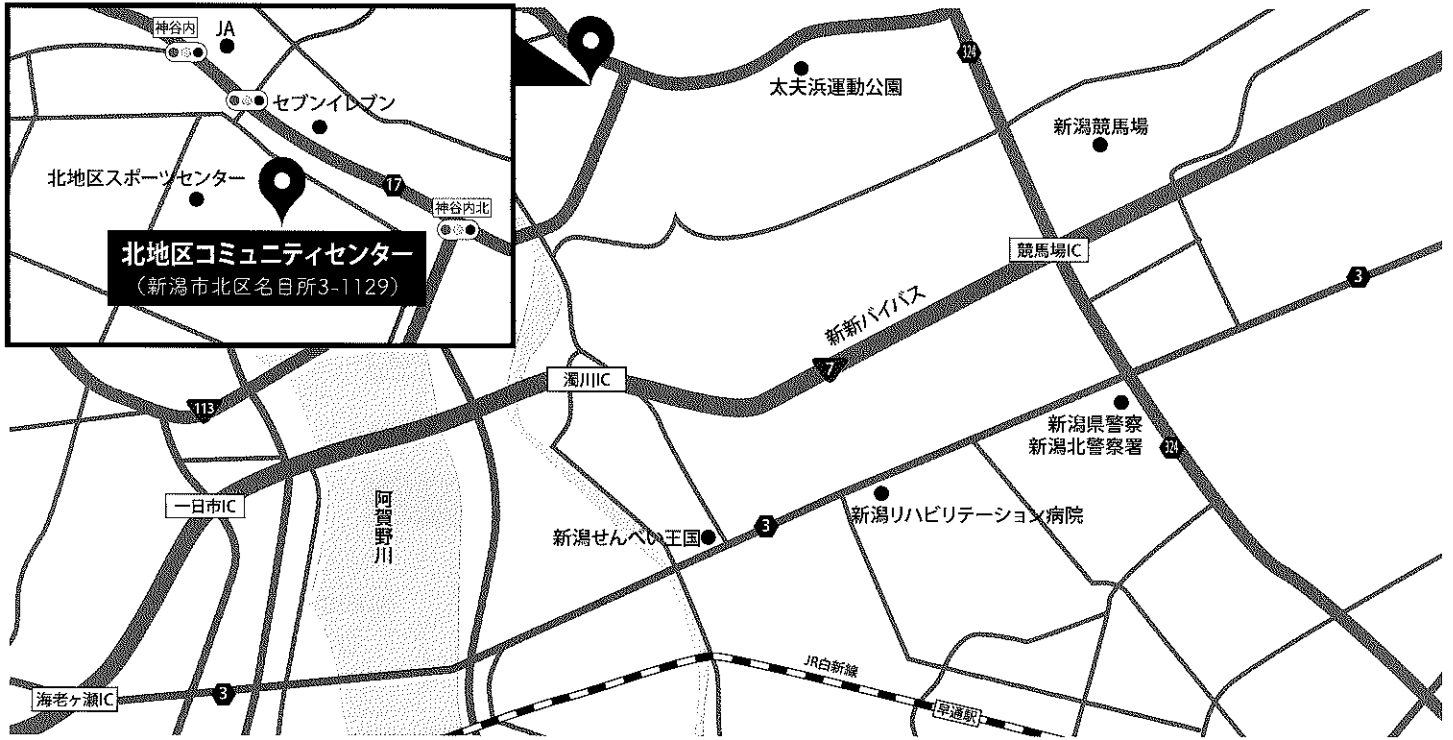 神谷内
JA
セブンイレブン
北地区スポーツセンター
17
神谷内北
北地区コミュニティセンター
(新潟市北区名目所3-1129)
太夫浜運動公園
324
新潟競馬場
競馬場IC
3
新新バイパス
7
濁川IC
113
新潟県警察
新潟北警察署
324
一日市IC
阿賀野川
新潟せんべい王国
3
新潟リハビリテーション病院
JR白新線
早通駅
海老ヶ瀬IC
3